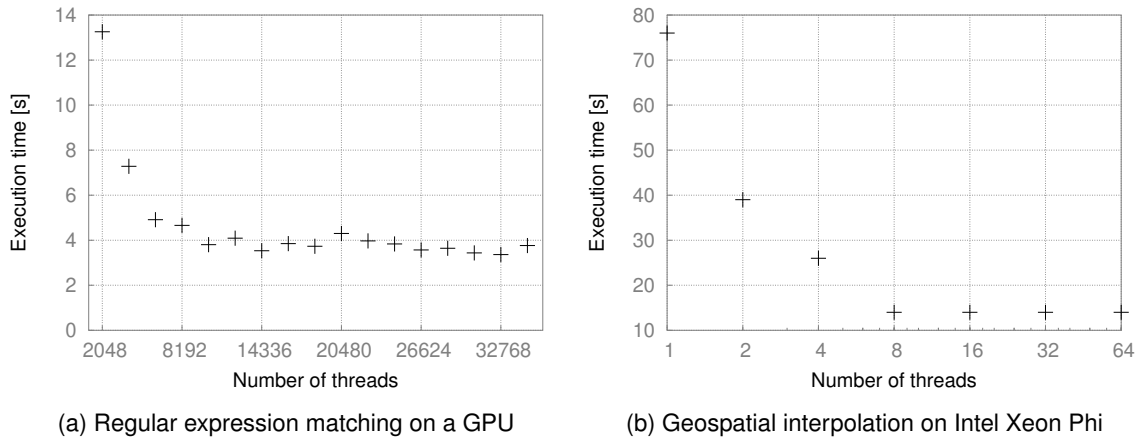 14
12
10
8
6
4
2
0
2048 8192 14336 20480 26624 32768
Execution time [s]
Number of threads
(a) Regular expression matching on a GPU
80
70
60
50
40
30
20
10
1 2 4 8 16 32 64
Execution time [s]
Number of threads
(b) Geospatial interpolation on Intel Xeon Phi